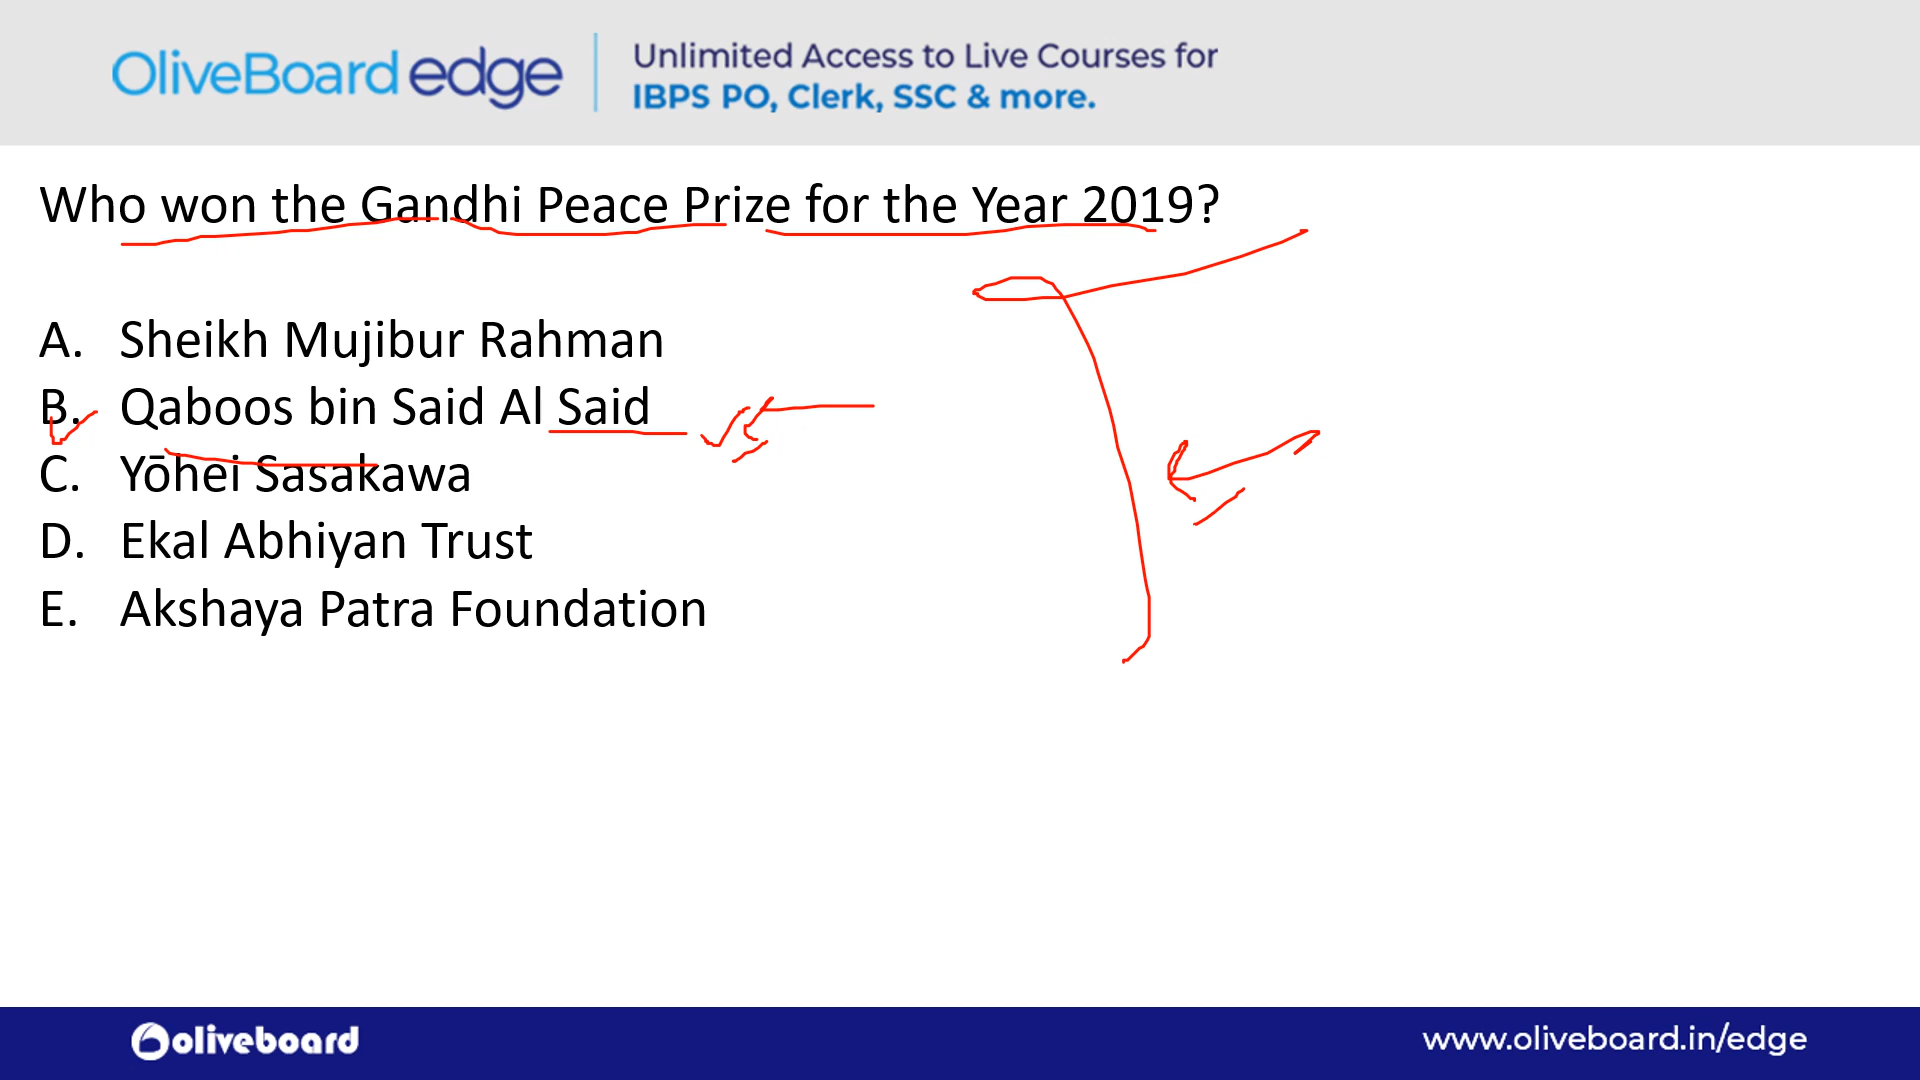 OliveBoard edge
Unlimited Access to Live Courses for
IBPS PO, Clerk, SSC & more.
Who won the Gandhi Peace Prize for the Year 2019?
A. Sheikh Mujibur Rahman
B. Qaboos bin Said Al Said
C. Yōhei Sasakawa
D. Ekal Abhiyan Trust
E. Akshaya Patra Foundation
oliveboard
www.oliveboard.in/edge